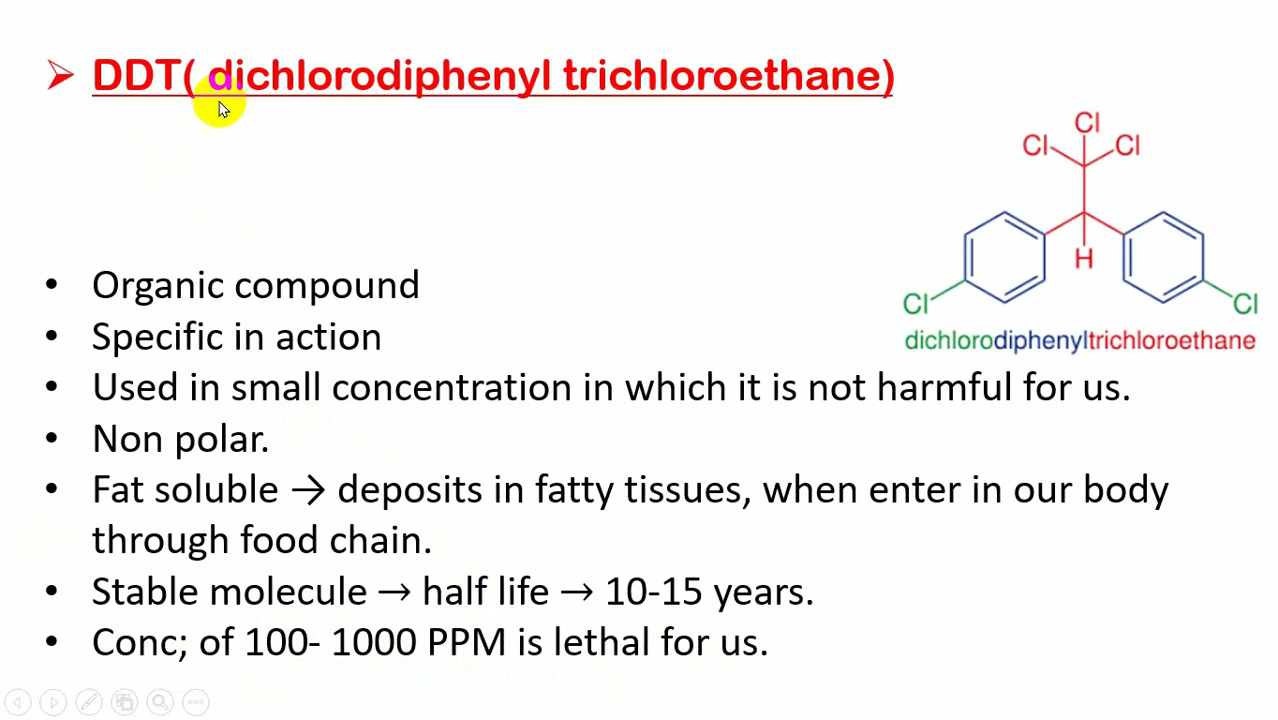 ➢ DDT( dichlorodiphenyl trichloroethane)
Cl
Cl Cl
H
Cl Cl
dichlorodiphenyltrichloroethane
• Organic compound
• Specific in action
• Used in small concentration in which it is not harmful for us.
• Non polar.
• Fat soluble → deposits in fatty tissues, when enter in our body
through food chain.
• Stable molecule → half life → 10-15 years.
• Conc; of 100- 1000 PPM is lethal for us.